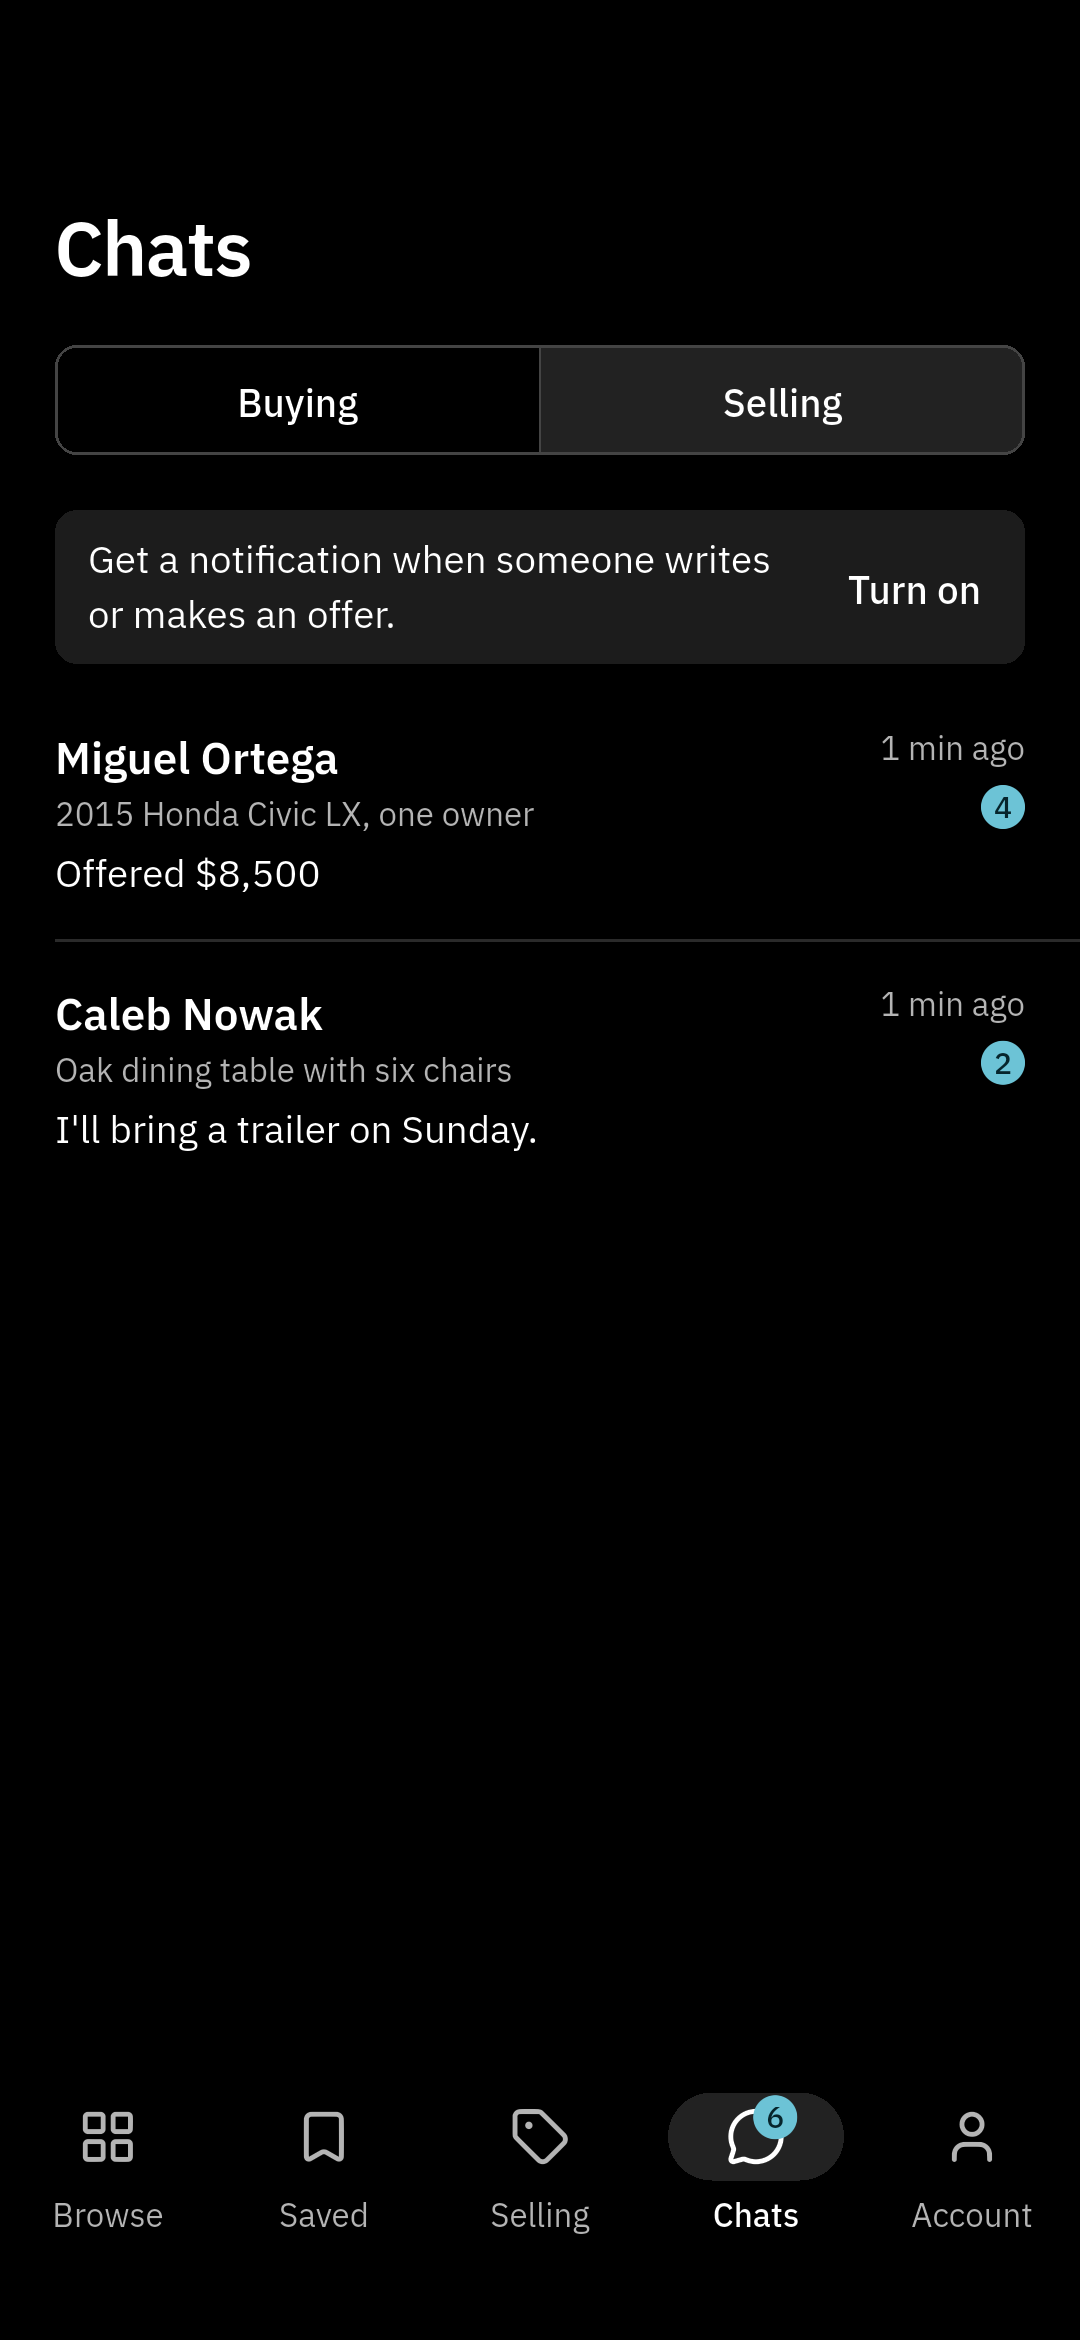 Chats
Buying
Selling
Get a notification when someone writes
or makes an offer.
Turn on
Miguel Ortega
1 min ago
2015 Honda Civic LX, one owner
4
Offered $8,500
Caleb Nowak
1 min ago
Oak dining table with six chairs
2
I'll bring a trailer on Sunday.
6
Browse
Saved
Selling
Chats
Account